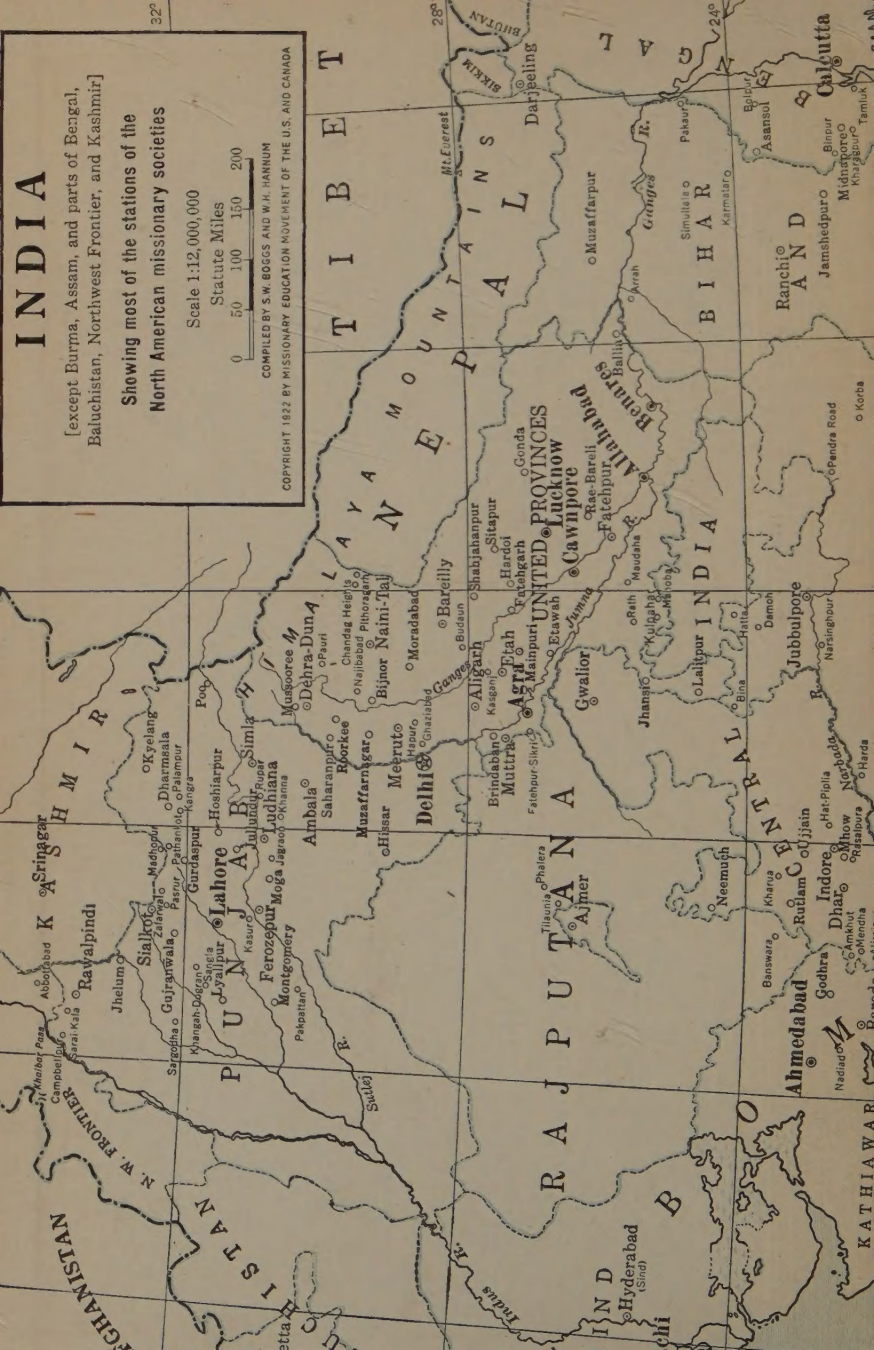 INDIA
[except Burma, Assam, and parts of Bengal,
Baluchistan, Northwest Frontier, and Kashmir]
Showing most of the stations of the
North American missionary societies
Scale 1:12,000,000
Statute Miles
0 50 100 150 200
COMPILED BY S.W. BOGGS AND W.H. HANNUM
COPYRIGHT 1922 BY MISSIONARY EDUCATION MOVEMENT OF THE U.S. AND CANADA
32°
28°
24°
GHANISTAN
N. W. FRONTIER
Khaibar Pass
Campbellpur
Sarai-Kala
Abbottabad
Rawalpindi
Srinagar
KASHMIR
Jhelum
Sialkot
Zafarwal
Pasrur
Madhopur
Pathankot
Kyelang
Dharmsala
Palampur
Kangra
Gurdaspur
Gujranwala
Sargodha
Khangah-Dogran
Sangla
Lyallpur
Lahore
Hoshiarpur
Poo
PUNJAB
Kasur
Jullundur
Rupar
Simla
Ludhiana
Khanna
Jagraon
Moga
Ferozepur
Montgomery
Pakpattan
Sutlej
R.
Ambala
Mussooree
Dehra-Dun
Pauri
Saharanpur
Roorkee
Muzaffarnagar
Hissar
Meerut
Hapur
Ghaziabad
Delhi
Chandag Heights
Pithoragarh
Najibabad
Naini-Tal
Bijnor
Moradabad
Bareilly
Budaun
Ganges
HIMALAYA MOUNTAINS
TIBET
NEPAL
Mt. Everest
SIKKIM
BHUTAN
Darjeeling
Aligarh
Kasganj
Etah
Brindaban
Muttra
Agra
Mainpuri
Fatehpur-Sikri
Shahjahanpur
Sitapur
Hardoi
Fatehgarh
Gonda
UNITED PROVINCES
Lucknow
Cawnpore
Etawah
Rae-Bareli
Fatehpur
Allahabad
Benares
Ballia
Arrah
Muzaffarpur
Ganges
R.
Jumna
R.
Gwalior
Jhansi
Rath
Maudaha
Kulpahar
Mahoba
Lalitpur
Bina
Hatta
Damoh
Jubbulpore
Narsinghpur
CENTRAL INDIA
RAJPUTANA
Phalera
Tilaunia
Ajmer
Neemuch
Kharua
Banswara
Rutlam
Ujjain
Hat-Piplia
Indore
Mhow
Rasalpura
Dhar
Amkhut
Mendha
Harda
Narbada
R.
Godhra
Ahmedabad
Nadiad
KATHIAWAR
Indus
R.
Hyderabad
(Sind)
BIHAR
AND
Simultala
Karmatar
Pakaur
Bolpur
Asansol
Ranchi
Jamshedpur
Midnapore
Binpur
Kharagpur
Tamluk
Calcutta
Pendra Road
Korba